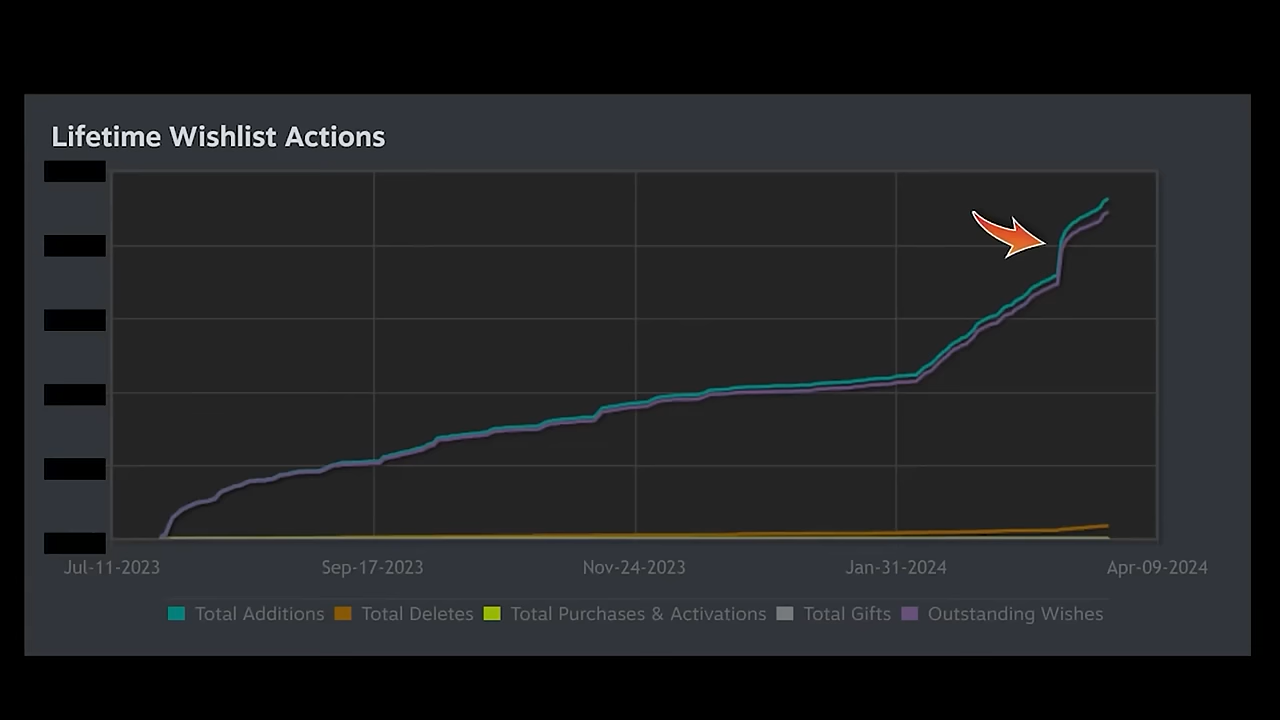 Lifetime Wishlist Actions
Jul-11-2023 Sep-17-2023 Nov-24-2023 Jan-31-2024 Apr-09-2024
Total Additions Total Deletes Total Purchases & Activations Total Gifts Outstanding Wishes